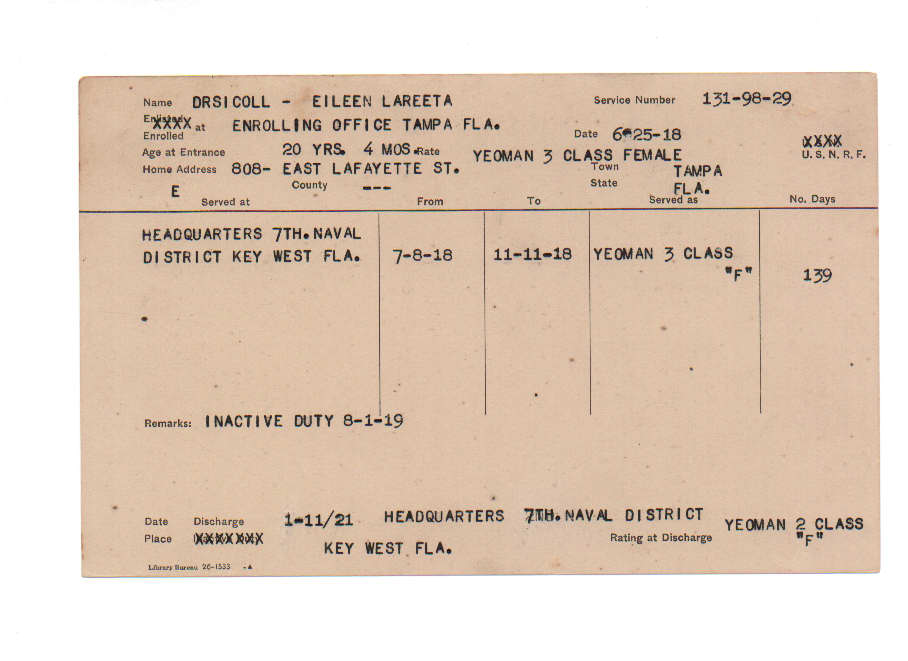 Name DRSICOLL - EILEEN LAREETA Service Number 131-98-29
Enlisted XXXX at ENROLLING OFFICE TAMPA FLA.
Enrolled Date 6-25-18 XXXX
Age at Entrance 20 YRS. 4 MOS. Rate YEOMAN 3 CLASS FEMALE U. S. N. R. F.
Home Address 808- EAST LAFAYETTE ST. Town TAMPA
E County --- State FLA.
Served at From To Served as No. Days
HEADQUARTERS 7TH. NAVAL
DISTRICT KEY WEST FLA. 7-8-18 11-11-18 YEOMAN 3 CLASS
"F" 139
Remarks: INACTIVE DUTY 8-1-19
Date Discharge 1-11/21 HEADQUARTERS 7TH. NAVAL DISTRICT YEOMAN 2 CLASS
Place XXXXXXX KEY WEST FLA. Rating at Discharge "F"
Library Bureau 26-1533